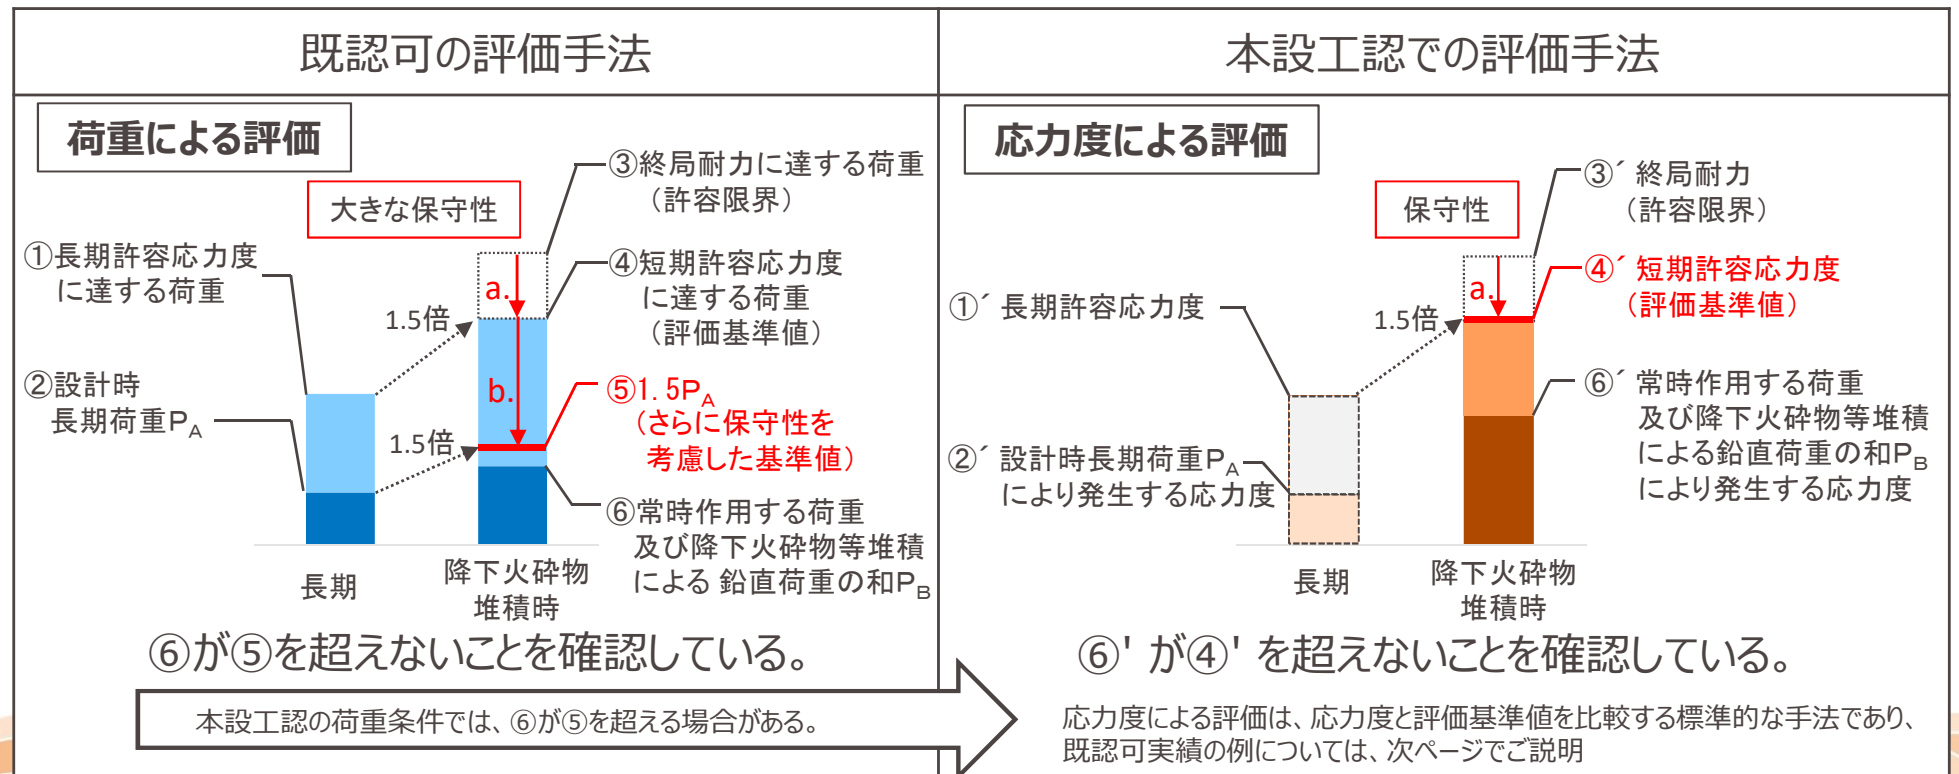 既認可の評価手法
荷重による評価
大きな保守性
③終局耐力に達する荷重
（許容限界）
①長期許容応力度
に達する荷重
a.
④短期許容応力度
に達する荷重
（評価基準値）
1.5倍
②設計時
長期荷重PA
b.
⑤1.5PA
（さらに保守性を
考慮した基準値）
1.5倍
⑥常時作用する荷重
及び降下火砕物等堆積
による 鉛直荷重の和PB
長期
降下火砕物
堆積時
⑥が⑤を超えないことを確認している。
本設工認の荷重条件では、⑥が⑤を超える場合がある。
本設工認での評価手法
応力度による評価
保守性
③´ 終局耐力
（許容限界）
①´ 長期許容応力度
a.
④´ 短期許容応力度
（評価基準値）
1.5倍
②´ 設計時長期荷重PA
により発生する応力度
⑥´ 常時作用する荷重
及び降下火砕物等堆積
による鉛直荷重の和PB
により発生する応力度
長期
降下火砕物
堆積時
⑥' が④' を超えないことを確認している。
応力度による評価は、応力度と評価基準値を比較する標準的な手法であり、
既認可実績の例については、次ページでご説明